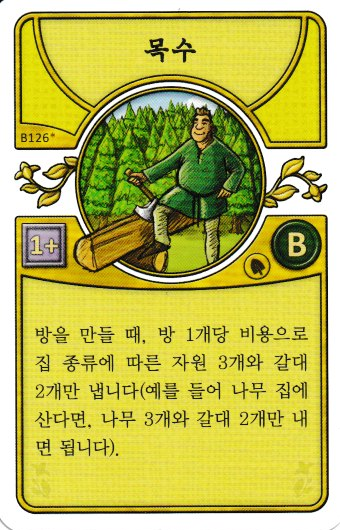 목수
B126*
1+
B
방을 만들 때, 방 1개당 비용으로
집 종류에 따른 자원 3개와 갈대
2개만 냅니다(예를 들어 나무 집에
산다면, 나무 3개와 갈대 2개만 내
면 됩니다).